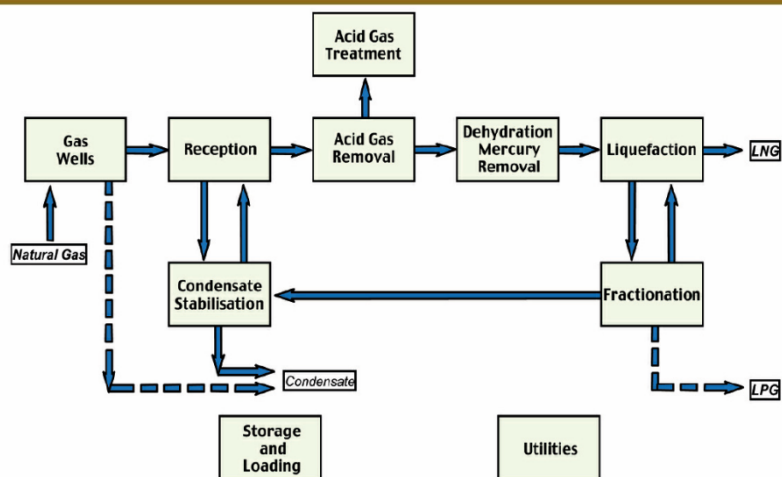 Acid Gas
Treatment
Gas
Wells
Reception
Acid Gas
Removal
Dehydration
Mercury
Removal
Liquefaction
LNG
Natural Gas
Condensate
Stabilisation
Fractionation
Condensate
LPG
Storage
and
Loading
Utilities